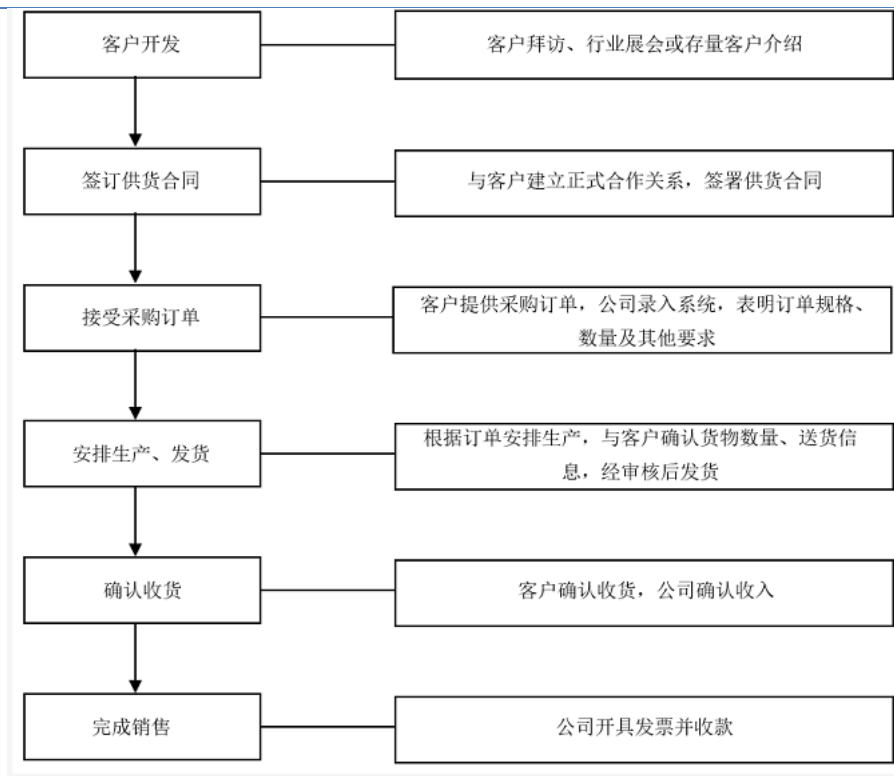 客户开发
客户拜访、行业展会或存量客户介绍
签订供货合同
与客户建立正式合作关系，签署供货合同
接受采购订单
客户提供采购订单，公司录入系统，表明订单规格、
数量及其他要求
安排生产、发货
根据订单安排生产，与客户确认货物数量、送货信
息，经审核后发货
确认收货
客户确认收货，公司确认收入
完成销售
公司开具发票并收款